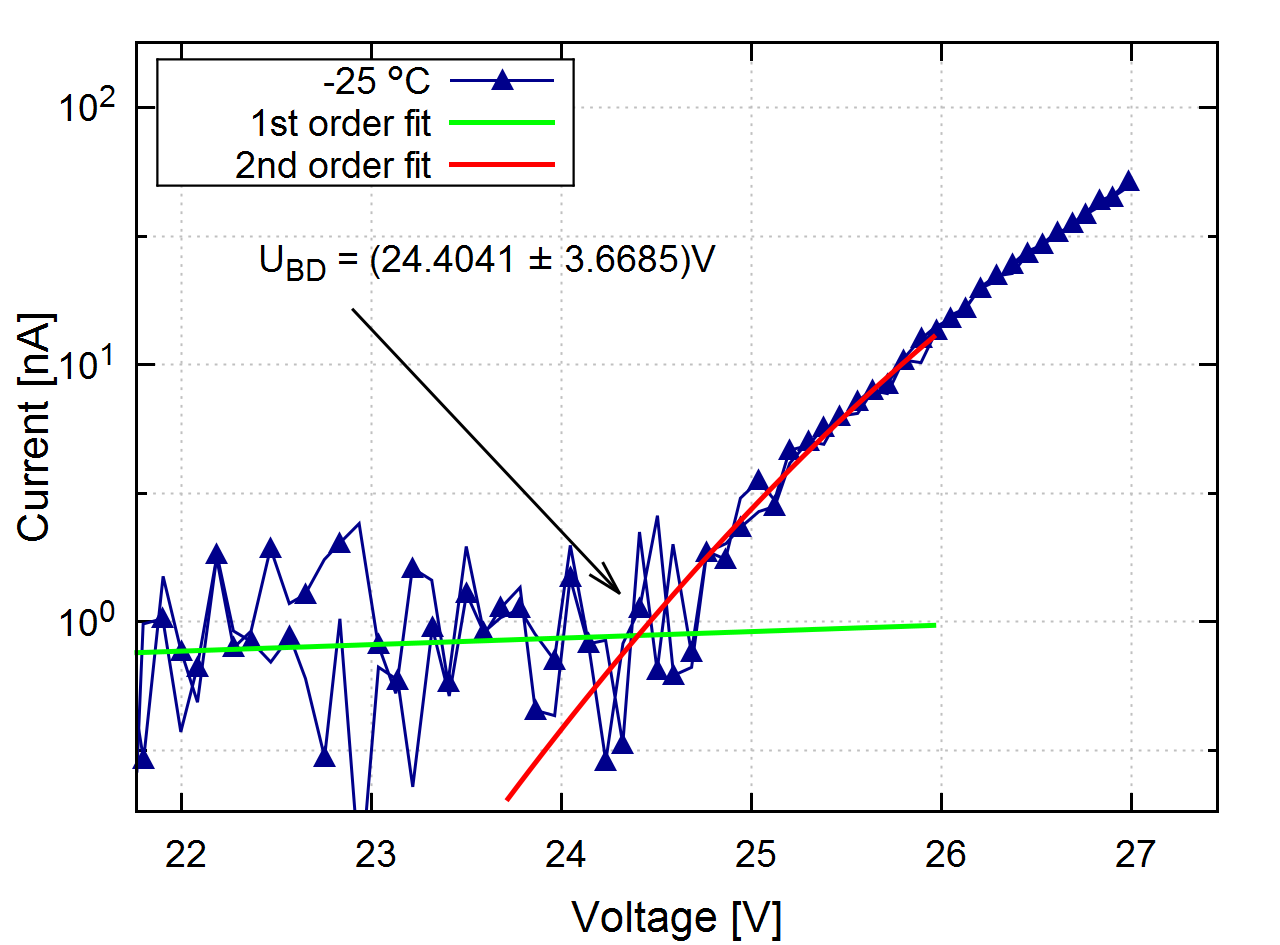 -25 °C
1st order fit
2nd order fit
U_BD = (24.4041 ± 3.6685)V
Current [nA]
10^2
10^1
10^0
22 23 24 25 26 27
Voltage [V]